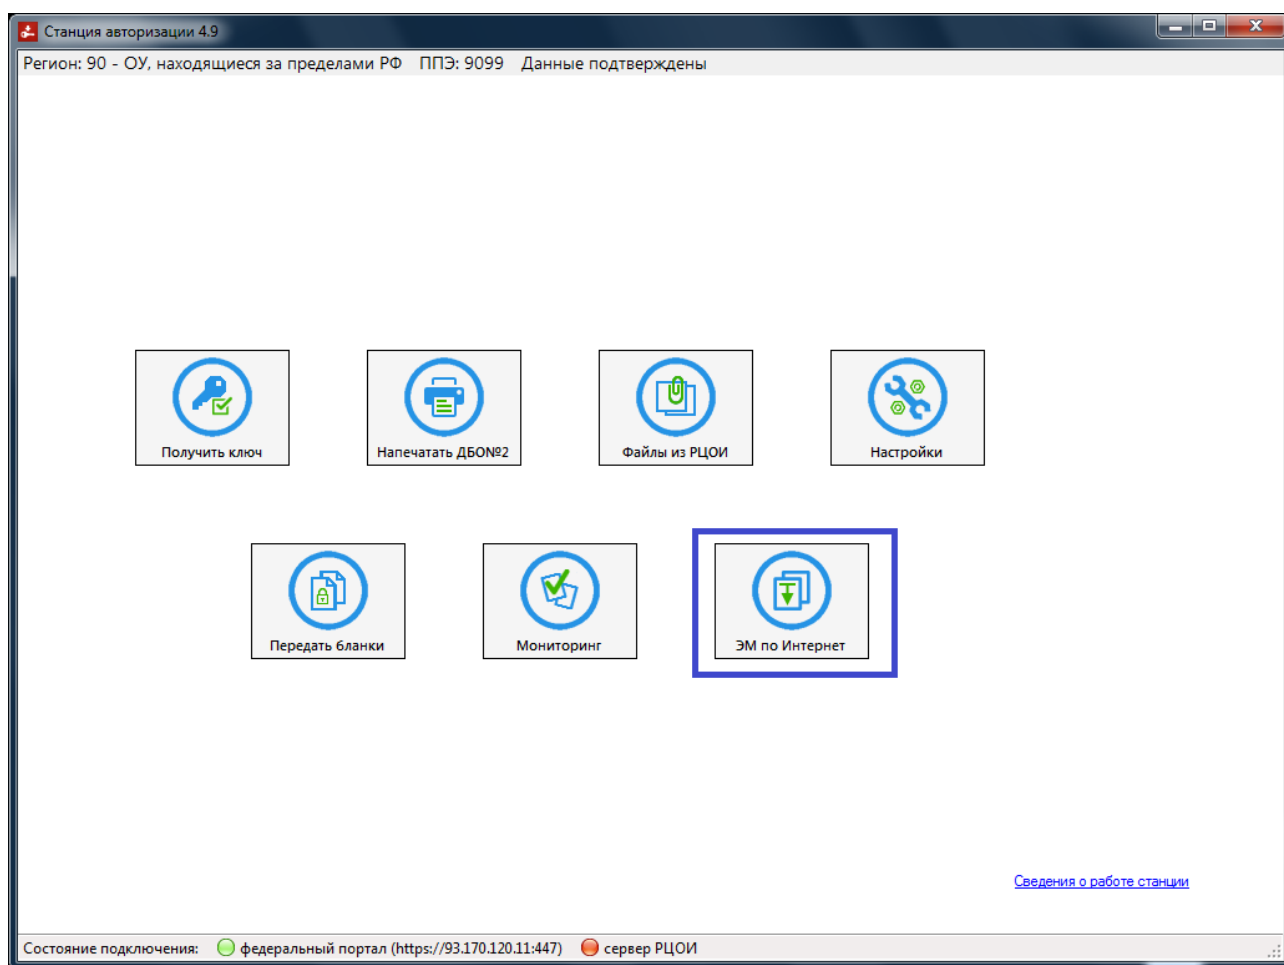 Станция авторизации 4.9
Регион: 90 - ОУ, находящиеся за пределами РФ ППЭ: 9099 Данные подтверждены
Получить ключ
Напечатать ДБО№2
Файлы из РЦОИ
Настройки
Передать бланки
Мониторинг
ЭМ по Интернет
Сведения о работе станции
Состояние подключения: федеральный портал (https://93.170.120.11:447) сервер РЦОИ